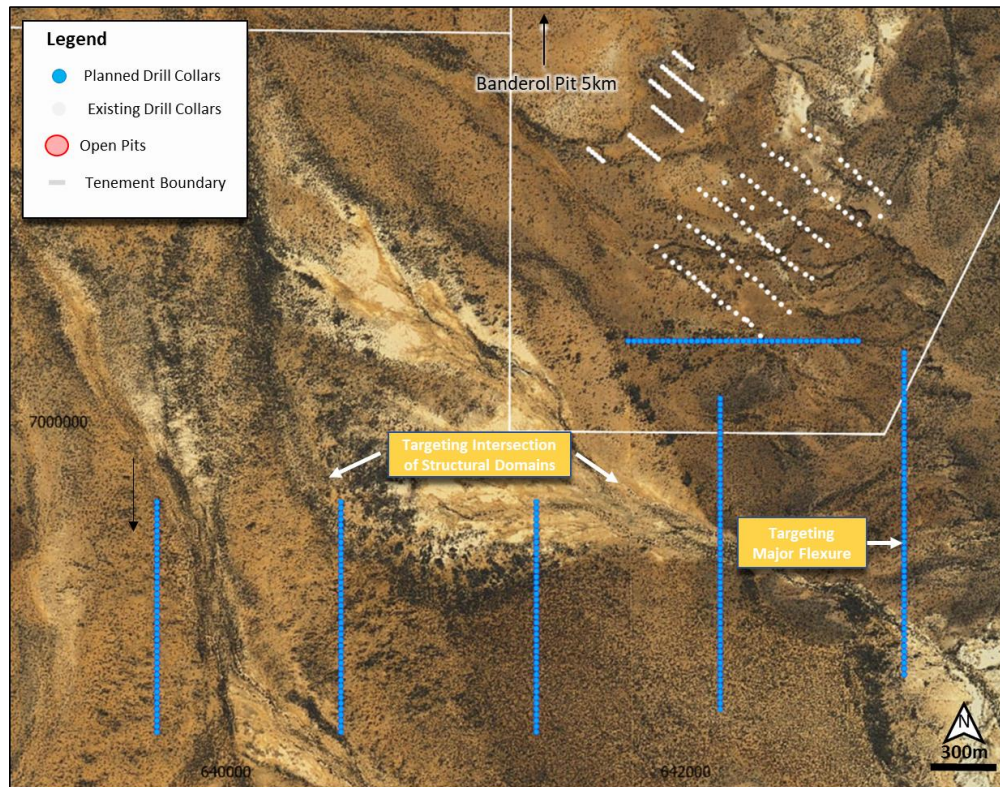 Legend
Planned Drill Collars
Existing Drill Collars
Open Pits
Tenement Boundary
Banderol Pit 5km
7000000
Targeting Intersection
of Structural Domains
Targeting
Major Flexure
640000
642000
N
300m